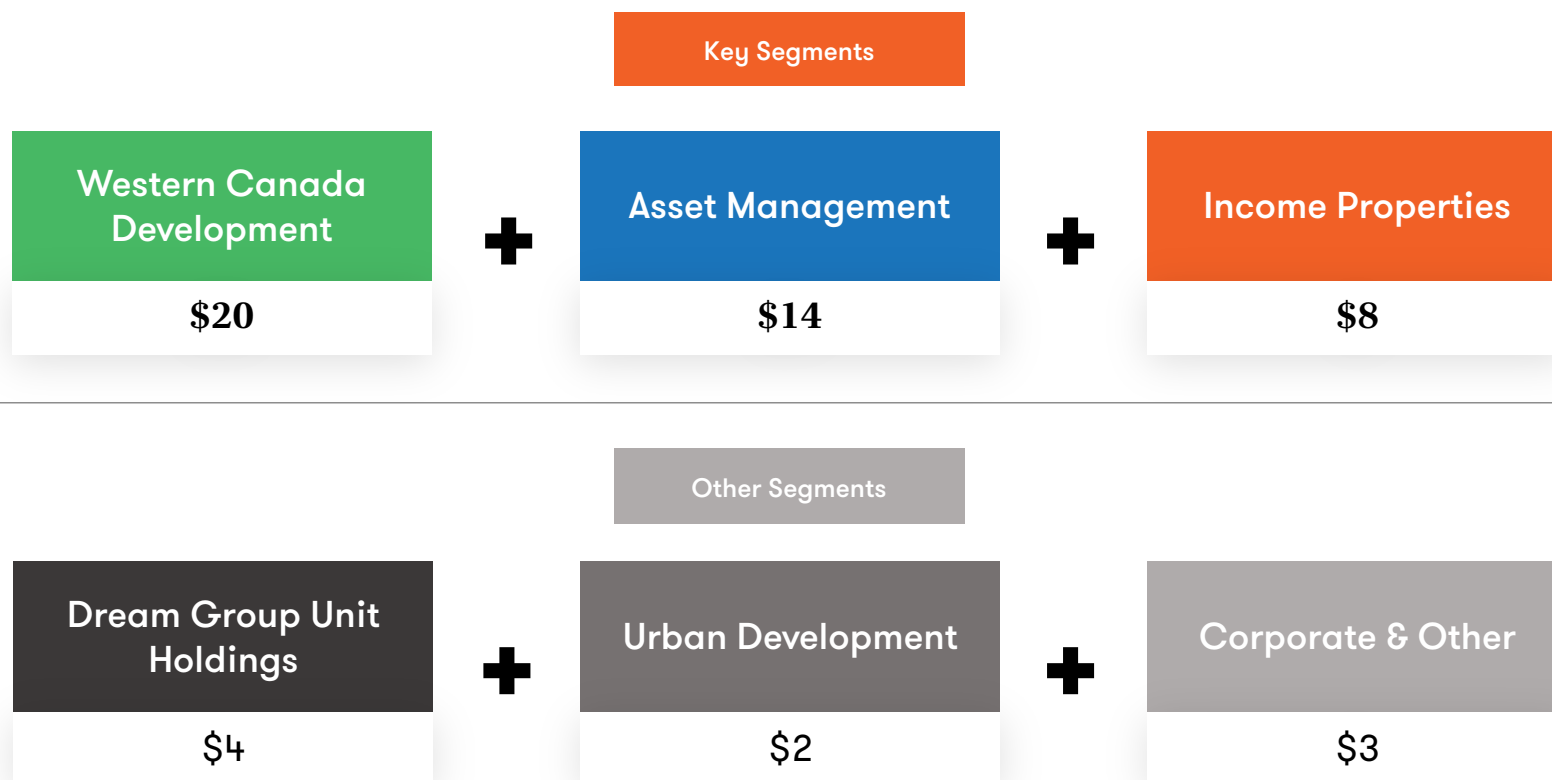 Key Segments
Western Canada
Development
Asset Management
Income Properties
$20
$14
$8
Other Segments
Dream Group Unit
Holdings
Urban Development
Corporate & Other
$4
$2
$3